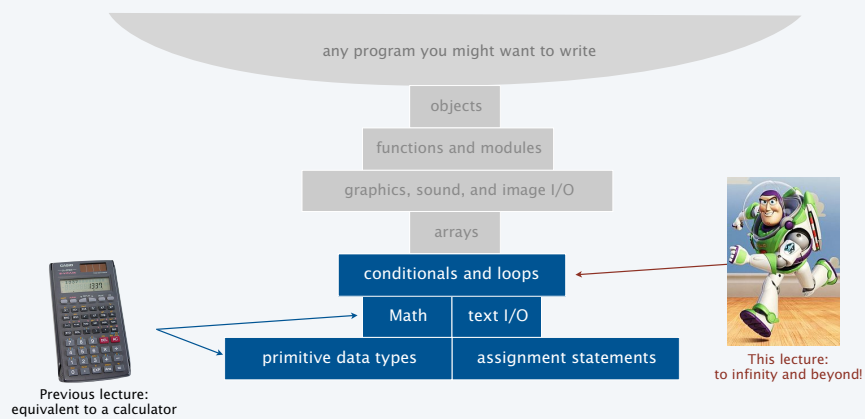 any program you might want to write
objects
functions and modules
graphics, sound, and image I/O
arrays
conditionals and loops
Math
text I/O
primitive data types
assignment statements
Previous lecture:
equivalent to a calculator
This lecture:
to infinity and beyond!